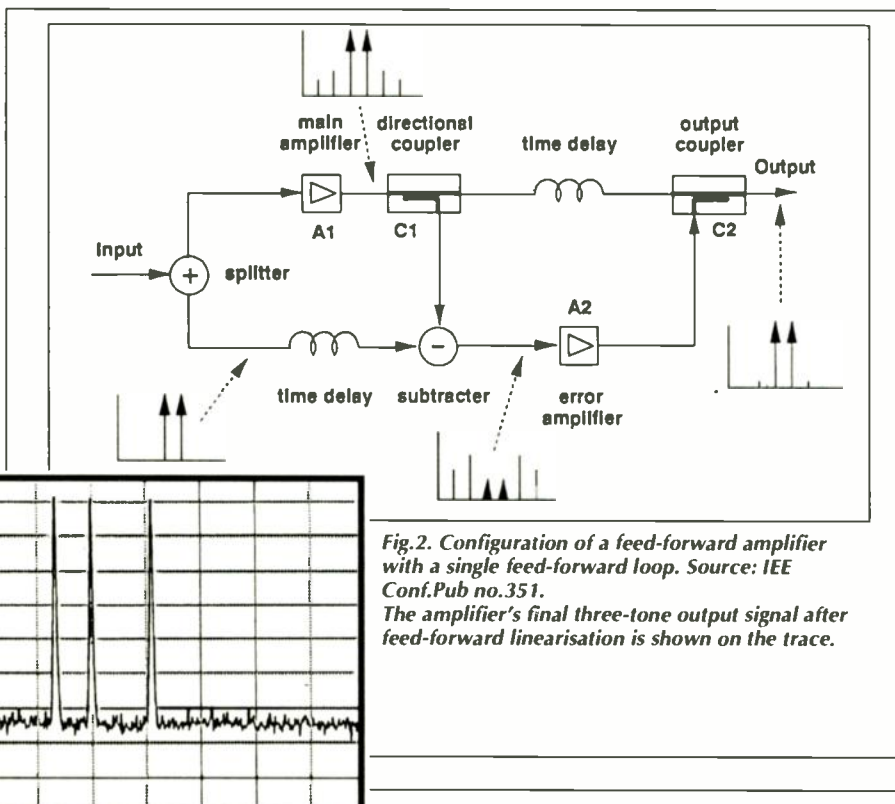 main directional
amplifier coupler
time delay
output
coupler
Output
A1 C1
C2
Input
+ splitter
A2
−
time delay subtracter
error
amplifier
Fig.2. Configuration of a feed-forward amplifier
with a single feed-forward loop. Source: IEE
Conf.Pub no.351.
The amplifier's final three-tone output signal after
feed-forward linearisation is shown on the trace.